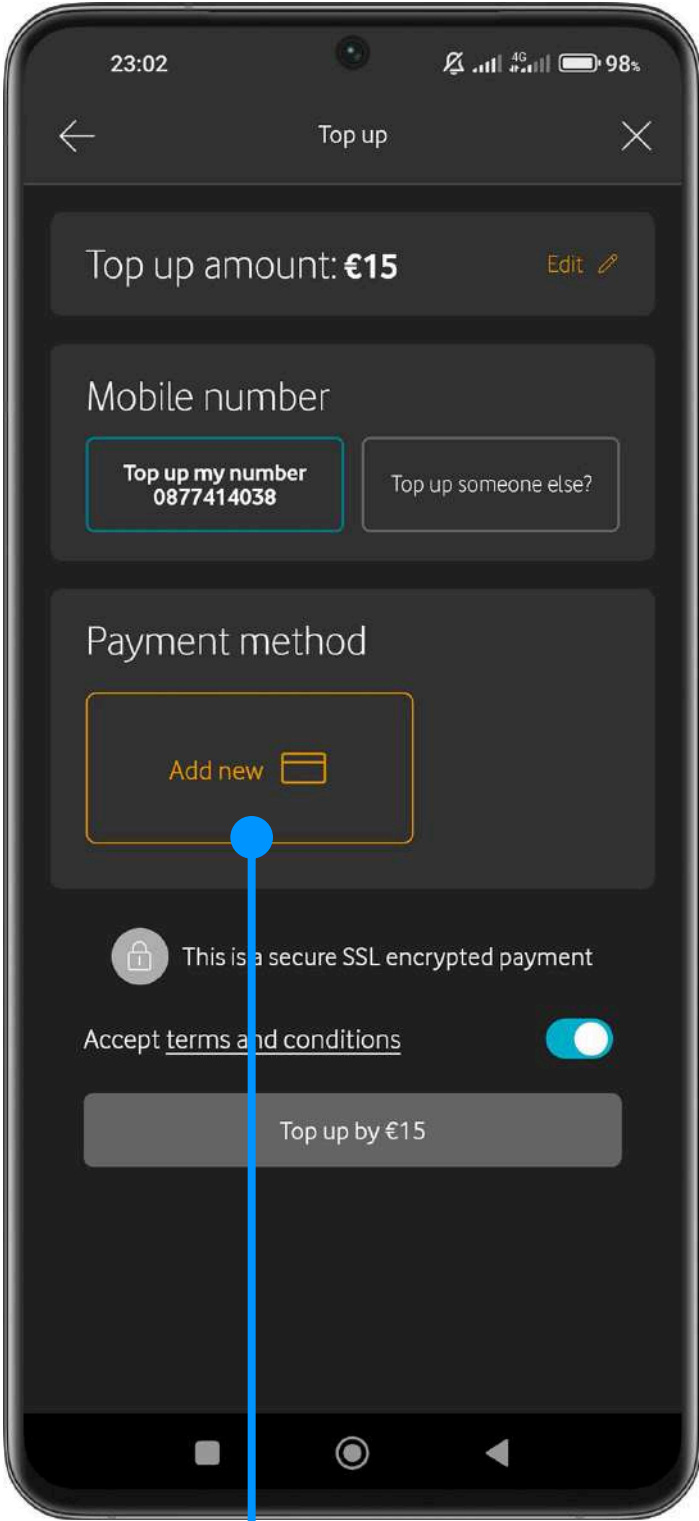 23:02
4G
98%
Top up
Top up amount: €15
Edit
Mobile number
Top up my number
0877414038
Top up someone else?
Payment method
Add new
This is a secure SSL encrypted payment
Accept terms and conditions
Top up by €15